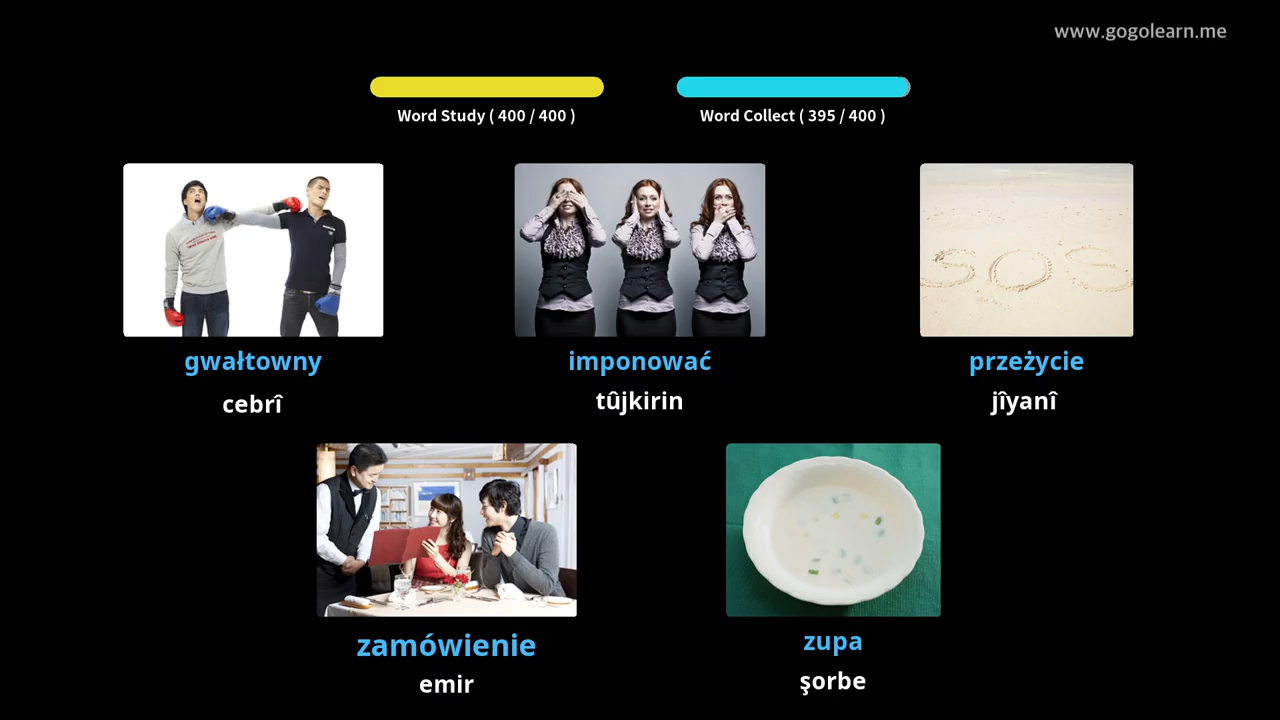 www.gogolearn.me
Word Study ( 400 / 400 )
Word Collect ( 395 / 400 )
gwałtowny
cebrî
imponować
tûjkirin
przeżycie
jîyanî
SOS
zamówienie
emir
zupa
şorbe